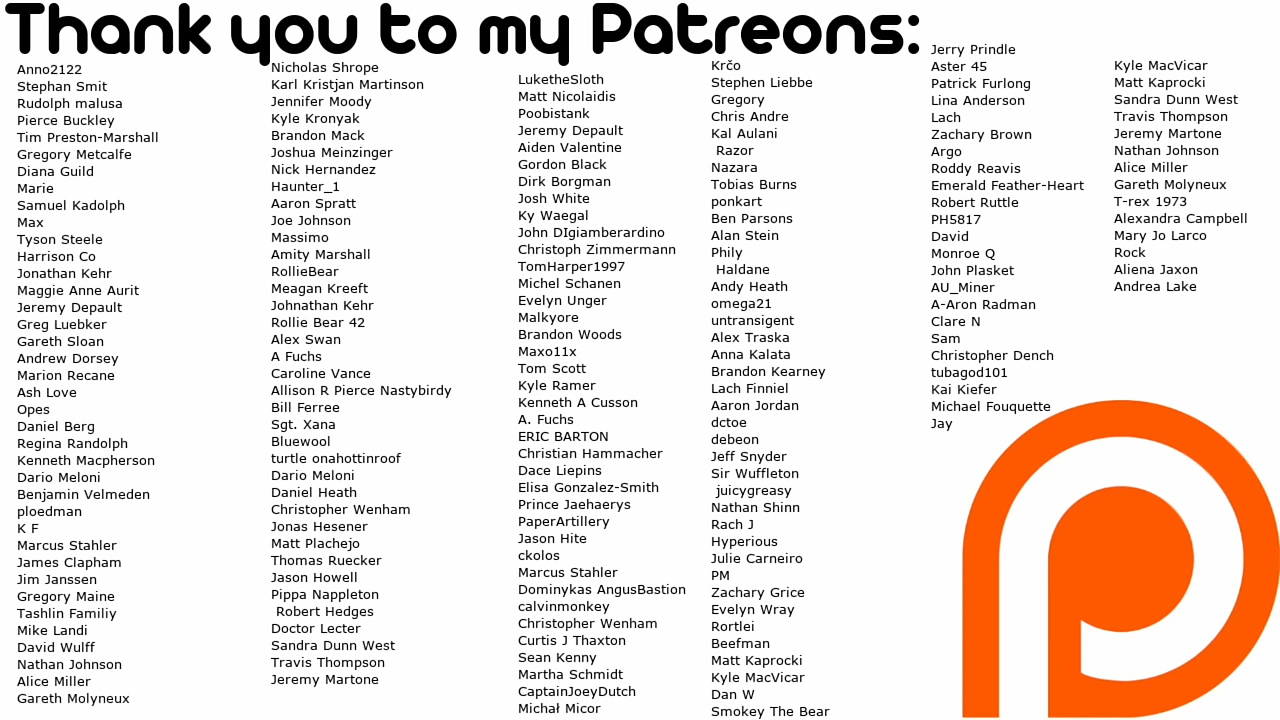 Thank you to my Patreons:
Anno2122
Stephan Smit
Rudolph malusa
Pierce Buckley
Tim Preston-Marshall
Gregory Metcalfe
Diana Guild
Marie
Samuel Kadolph
Max
Tyson Steele
Harrison Co
Jonathan Kehr
Maggie Anne Aurit
Jeremy Depault
Greg Luebker
Gareth Sloan
Andrew Dorsey
Marion Recane
Ash Love
Opes
Daniel Berg
Regina Randolph
Kenneth Macpherson
Dario Meloni
Benjamin Velmeden
ploedman
K F
Marcus Stahler
James Clapham
Jim Janssen
Gregory Maine
Tashlin Familiy
Mike Landi
David Wulff
Nathan Johnson
Alice Miller
Gareth Molyneux
Nicholas Shrope
Karl Kristjan Martinson
Jennifer Moody
Kyle Kronyak
Brandon Mack
Joshua Meinzinger
Nick Hernandez
Haunter_1
Aaron Spratt
Joe Johnson
Massimo
Amity Marshall
RollieBear
Meagan Kreeft
Johnathan Kehr
Rollie Bear 42
Alex Swan
A Fuchs
Caroline Vance
Allison R Pierce Nastybirdy
Bill Ferree
Sgt. Xana
Bluewool
turtle onahottinroof
Dario Meloni
Daniel Heath
Christopher Wenham
Jonas Hesener
Matt Plachejo
Thomas Ruecker
Jason Howell
Pippa Nappleton
Robert Hedges
Doctor Lecter
Sandra Dunn West
Travis Thompson
Jeremy Martone
LuketheSloth
Matt Nicolaidis
Poobistank
Jeremy Depault
Aiden Valentine
Gordon Black
Dirk Borgman
Josh White
Ky Waegal
John DIgiamberardino
Christoph Zimmermann
TomHarper1997
Michel Schanen
Evelyn Unger
Malkyore
Brandon Woods
Maxo11x
Tom Scott
Kyle Ramer
Kenneth A Cusson
A. Fuchs
ERIC BARTON
Christian Hammacher
Dace Liepins
Elisa Gonzalez-Smith
Prince Jaehaerys
PaperArtillery
Jason Hite
ckolos
Marcus Stahler
Dominykas AngusBastion
calvinmonkey
Christopher Wenham
Curtis J Thaxton
Sean Kenny
Martha Schmidt
CaptainJoeyDutch
Michał Micor
Krčo
Stephen Liebbe
Gregory
Chris Andre
Kal Aulani
Razor
Nazara
Tobias Burns
ponkart
Ben Parsons
Alan Stein
Phily
Haldane
Andy Heath
omega21
untransigent
Alex Traska
Anna Kalata
Brandon Kearney
Lach Finniel
Aaron Jordan
dctoe
debeon
Jeff Snyder
Sir Wuffleton
juicygreasy
Nathan Shinn
Rach J
Hyperious
Julie Carneiro
PM
Zachary Grice
Evelyn Wray
Rortlei
Beefman
Matt Kaprocki
Kyle MacVicar
Dan W
Smokey The Bear
Jerry Prindle
Aster 45
Patrick Furlong
Lina Anderson
Lach
Zachary Brown
Argo
Roddy Reavis
Emerald Feather-Heart
Robert Ruttle
PH5817
David
Monroe Q
John Plasket
AU_Miner
A-Aron Radman
Clare N
Sam
Christopher Dench
tubagod101
Kai Kiefer
Michael Fouquette
Jay
Kyle MacVicar
Matt Kaprocki
Sandra Dunn West
Travis Thompson
Jeremy Martone
Nathan Johnson
Alice Miller
Gareth Molyneux
T-rex 1973
Alexandra Campbell
Mary Jo Larco
Rock
Aliena Jaxon
Andrea Lake